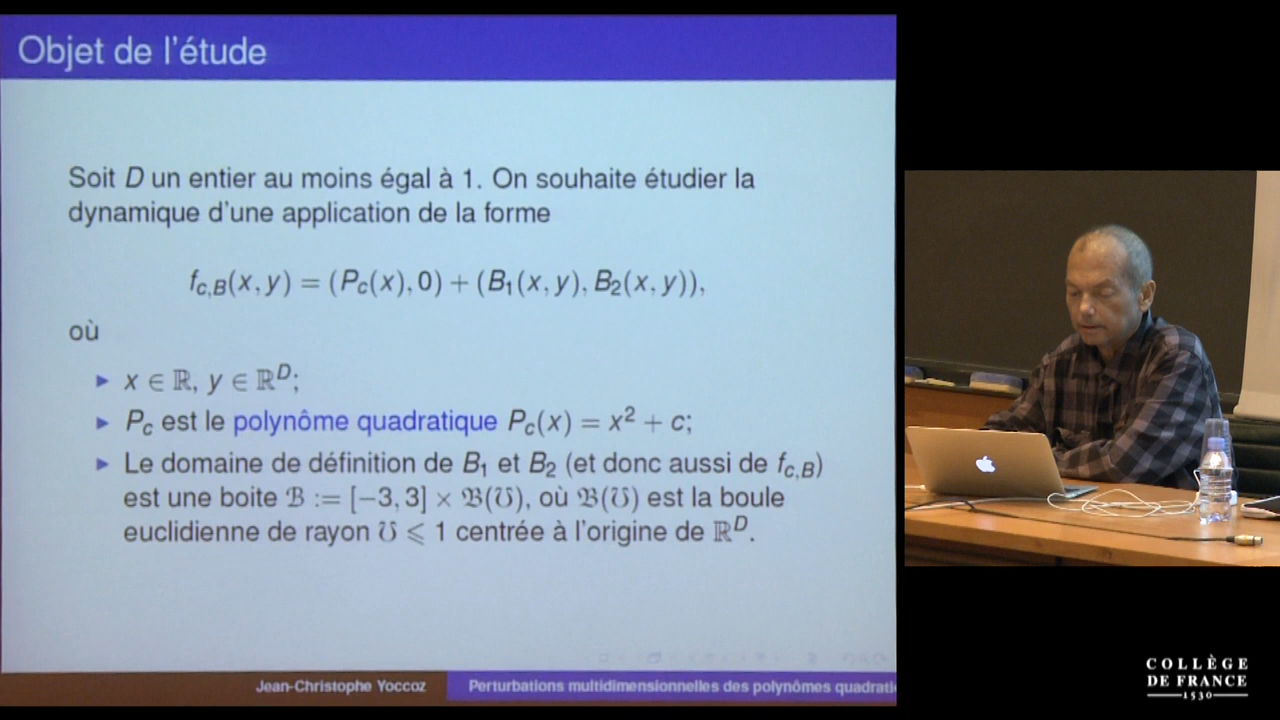 Objet de l'étude
Soit D un entier au moins égal à 1. On souhaite étudier la
dynamique d'une application de la forme
f_{c,B}(x, y) = (P_c(x), 0) + (B_1(x, y), B_2(x, y)),
où
► x ∈ ℝ, y ∈ ℝ^D;
► P_c est le polynôme quadratique P_c(x) = x² + c;
► Le domaine de définition de B_1 et B_2 (et donc aussi de f_{c,B})
est une boite 𝔅 := [−3, 3] × 𝔅(℧), où 𝔅(℧) est la boule
euclidienne de rayon ℧ ⩽ 1 centrée à l'origine de ℝ^D.
Jean-Christophe Yoccoz
Perturbations multidimensionnelles des polynômes quadrati
COLLÈGE
DE FRANCE
1530